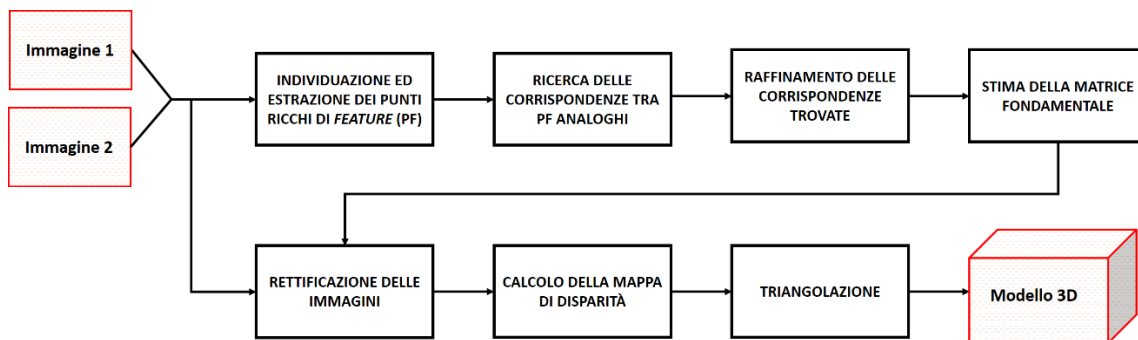 Immagine 1
Immagine 2
INDIVIDUAZIONE ED
ESTRAZIONE DEI PUNTI
RICCHI DI FEATURE (PF)
RICERCA DELLE
CORRISPONDENZE TRA
PF ANALOGHI
RAFFINAMENTO DELLE
CORRISPONDENZE
TROVATE
STIMA DELLA MATRICE
FONDAMENTALE
RETTIFICAZIONE DELLE
IMMAGINI
CALCOLO DELLA MAPPA
DI DISPARITÀ
TRIANGOLAZIONE
Modello 3D